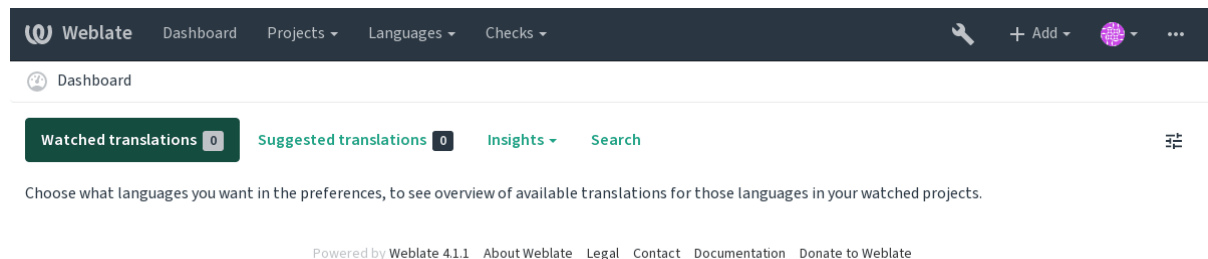 Weblate Dashboard Projects Languages Checks Add
Dashboard
Watched translations 0 Suggested translations 0 Insights Search
Choose what languages you want in the preferences, to see overview of available translations for those languages in your watched projects.
Powered by Weblate 4.1.1 About Weblate Legal Contact Documentation Donate to Weblate